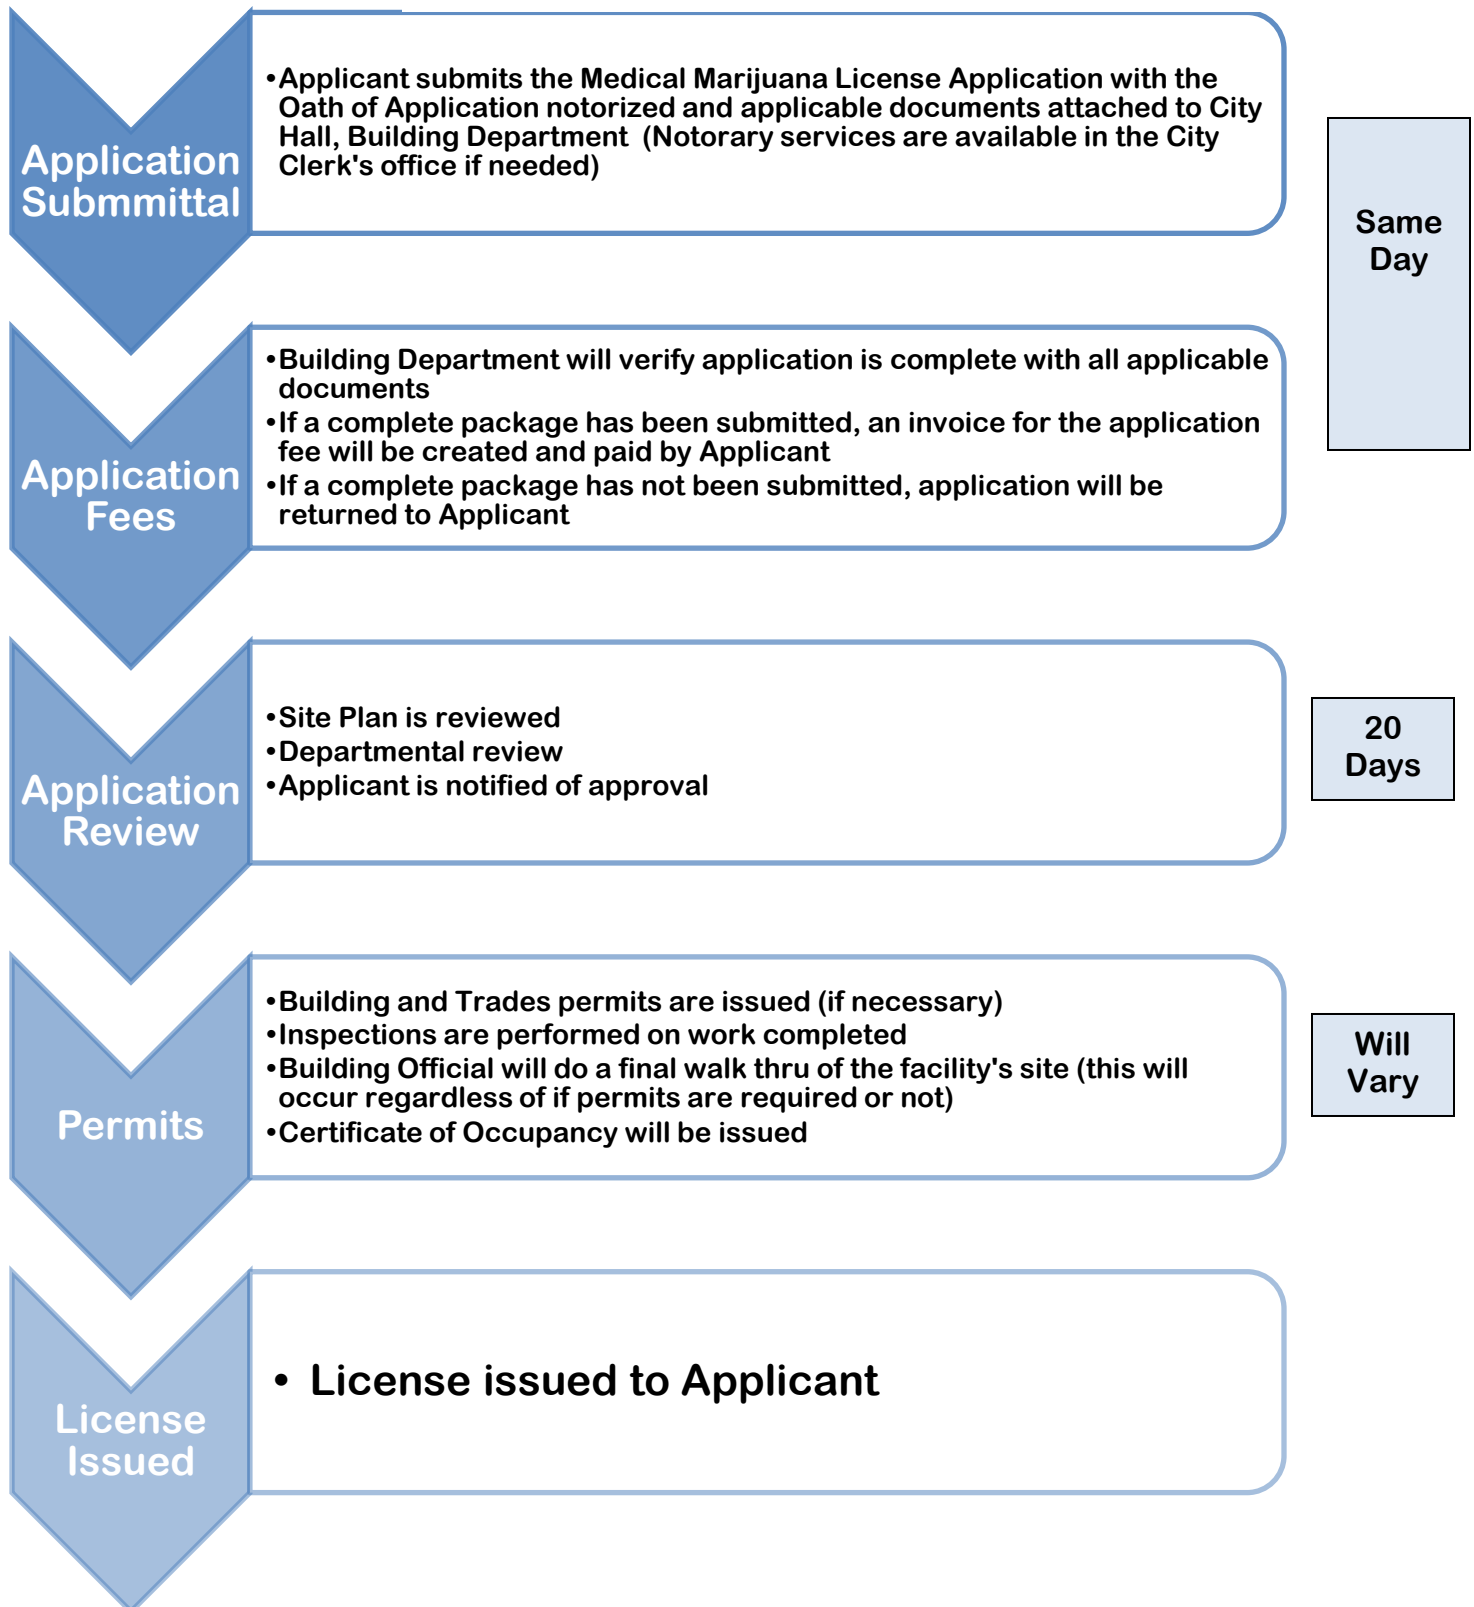 Application
Submmittal
•Applicant submits the Medical Marijuana License Application with the
Oath of Application notorized and applicable documents attached to City
Hall, Building Department  (Notorary services are available in the City
Clerk's office if needed)
Same
Day
Application
Fees
•Building Department will verify application is complete with all applicable
documents
•If a complete package has been submitted, an invoice for the application
fee will be created and paid by Applicant
•If a complete package has not been submitted, application will be
returned to Applicant
Application
Review
•Site Plan is reviewed
•Departmental review
•Applicant is notified of approval
20
Days
Permits
•Building and Trades permits are issued (if necessary)
•Inspections are performed on work completed
•Building Official will do a final walk thru of the facility's site (this will
occur regardless of if permits are required or not)
•Certificate of Occupancy will be issued
Will
Vary
License
Issued
• License issued to Applicant